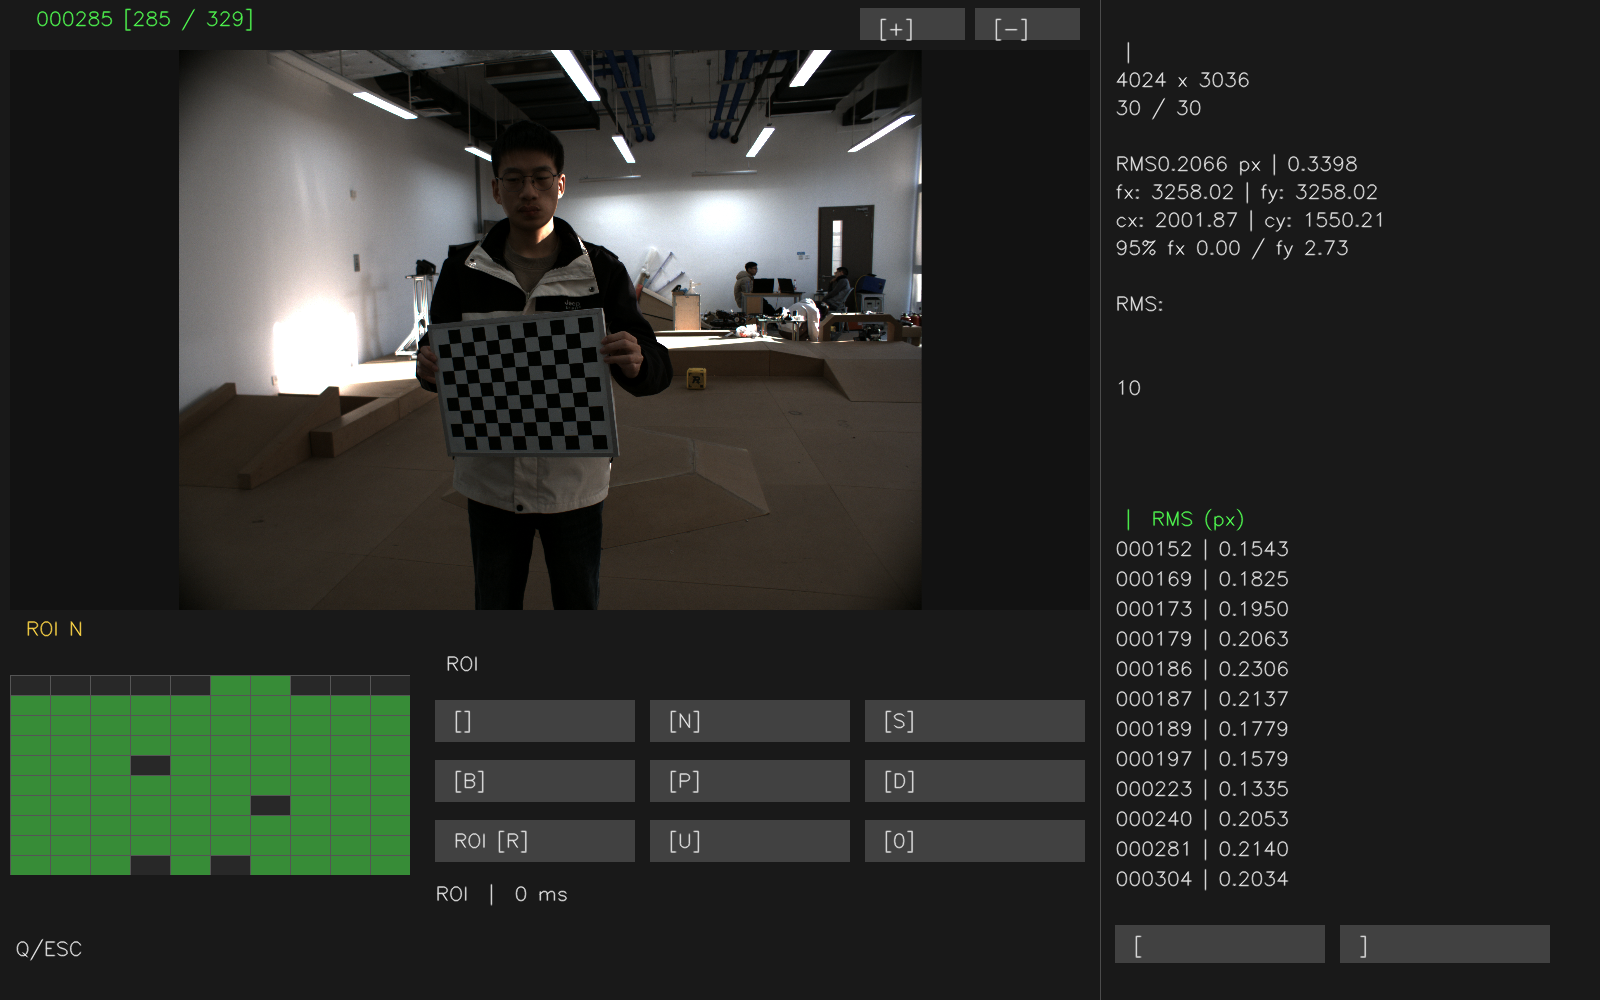 000285 [285 / 329]
[+]
[-]
|
4024 x 3036
30 / 30
RMS0.2066 px | 0.3398
fx: 3258.02 | fy: 3258.02
cx: 2001.87 | cy: 1550.21
95% fx 0.00 / fy 2.73
RMS:
10
| RMS (px)
000152 | 0.1543
000169 | 0.1825
000173 | 0.1950
000179 | 0.2063
000186 | 0.2306
000187 | 0.2137
000189 | 0.1779
000197 | 0.1579
000223 | 0.1335
000240 | 0.2053
000281 | 0.2140
000304 | 0.2034
[
]
ROI N
ROI
[]
[N]
[S]
[B]
[P]
[D]
ROI [R]
[U]
[0]
ROI | 0 ms
Q/ESC